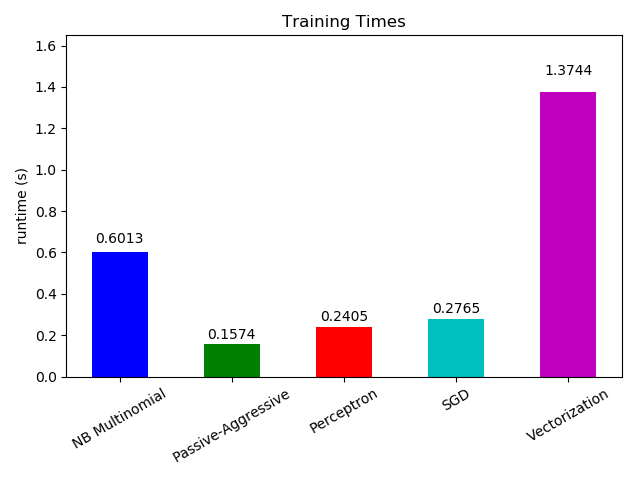 Training Times
runtime (s)
1.6
1.4
1.2
1.0
0.8
0.6
0.4
0.2
0.0
0.6013
0.1574
0.2405
0.2765
1.3744
NB Multinomial
Passive-Aggressive
Perceptron
SGD
Vectorization